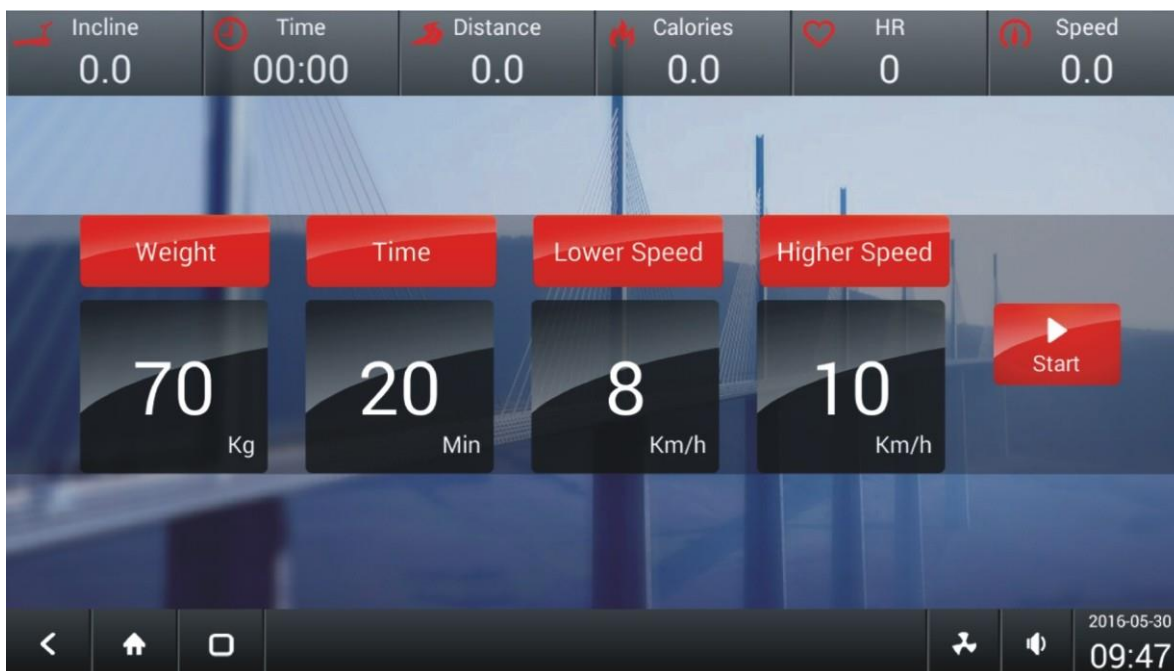 Incline Time Distance Calories HR Speed
0.0 00:00 0.0 0.0 0 0.0
Weight Time Lower Speed Higher Speed
70 20 8 10
Kg Min Km/h Km/h
Start
2016-05-30
09:47